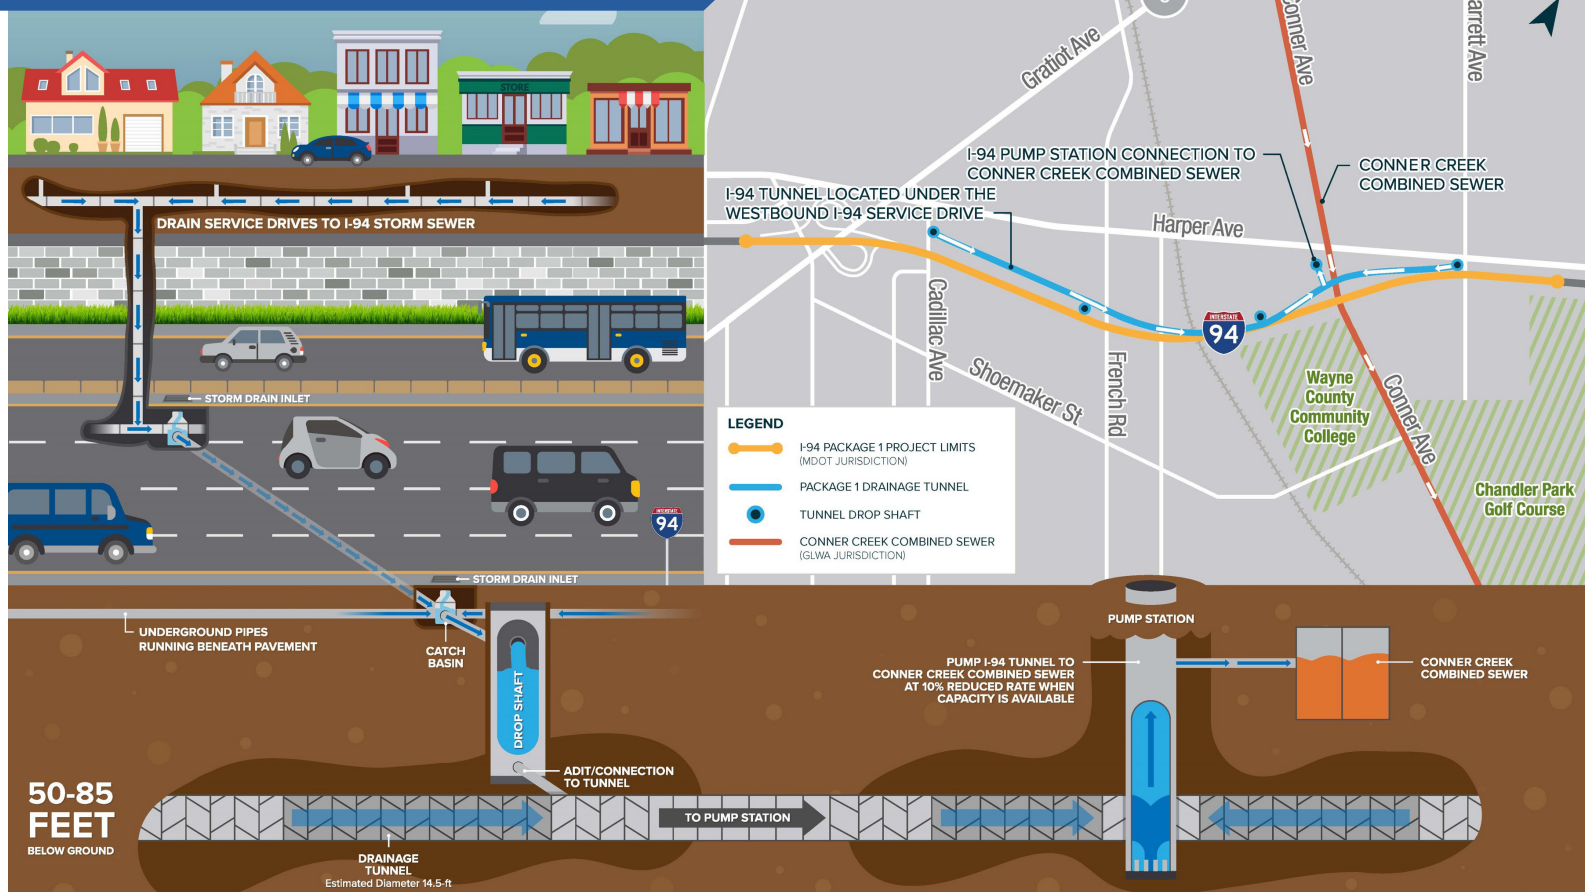 STORE
DRAIN SERVICE DRIVES TO I-94 STORM SEWER
STORM DRAIN INLET
INTERSTATE
94
STORM DRAIN INLET
UNDERGROUND PIPES
RUNNING BENEATH PAVEMENT
CATCH
BASIN
DROP SHAFT
ADIT/CONNECTION
TO TUNNEL
50-85
FEET
BELOW GROUND
DRAINAGE
TUNNEL
Estimated Diameter 14.5-ft
TO PUMP STATION
PUMP STATION
PUMP I-94 TUNNEL TO
CONNER CREEK COMBINED SEWER
AT 10% REDUCED RATE WHEN
CAPACITY IS AVAILABLE
CONNER CREEK
COMBINED SEWER
Gratiot Ave
Conner Ave
I-94 PUMP STATION CONNECTION TO
CONNER CREEK COMBINED SEWER
CONNER CREEK
COMBINED SEWER
I-94 TUNNEL LOCATED UNDER THE
WESTBOUND I-94 SERVICE DRIVE
Harper Ave
Cadillac Ave
Shoemaker St
French Rd
INTERSTATE
94
Wayne
County
Community
College
Conner Ave
Chandler Park
Golf Course
LEGEND
I-94 PACKAGE 1 PROJECT LIMITS
(MDOT JURISDICTION)
PACKAGE 1 DRAINAGE TUNNEL
TUNNEL DROP SHAFT
CONNER CREEK COMBINED SEWER
(GLWA JURISDICTION)